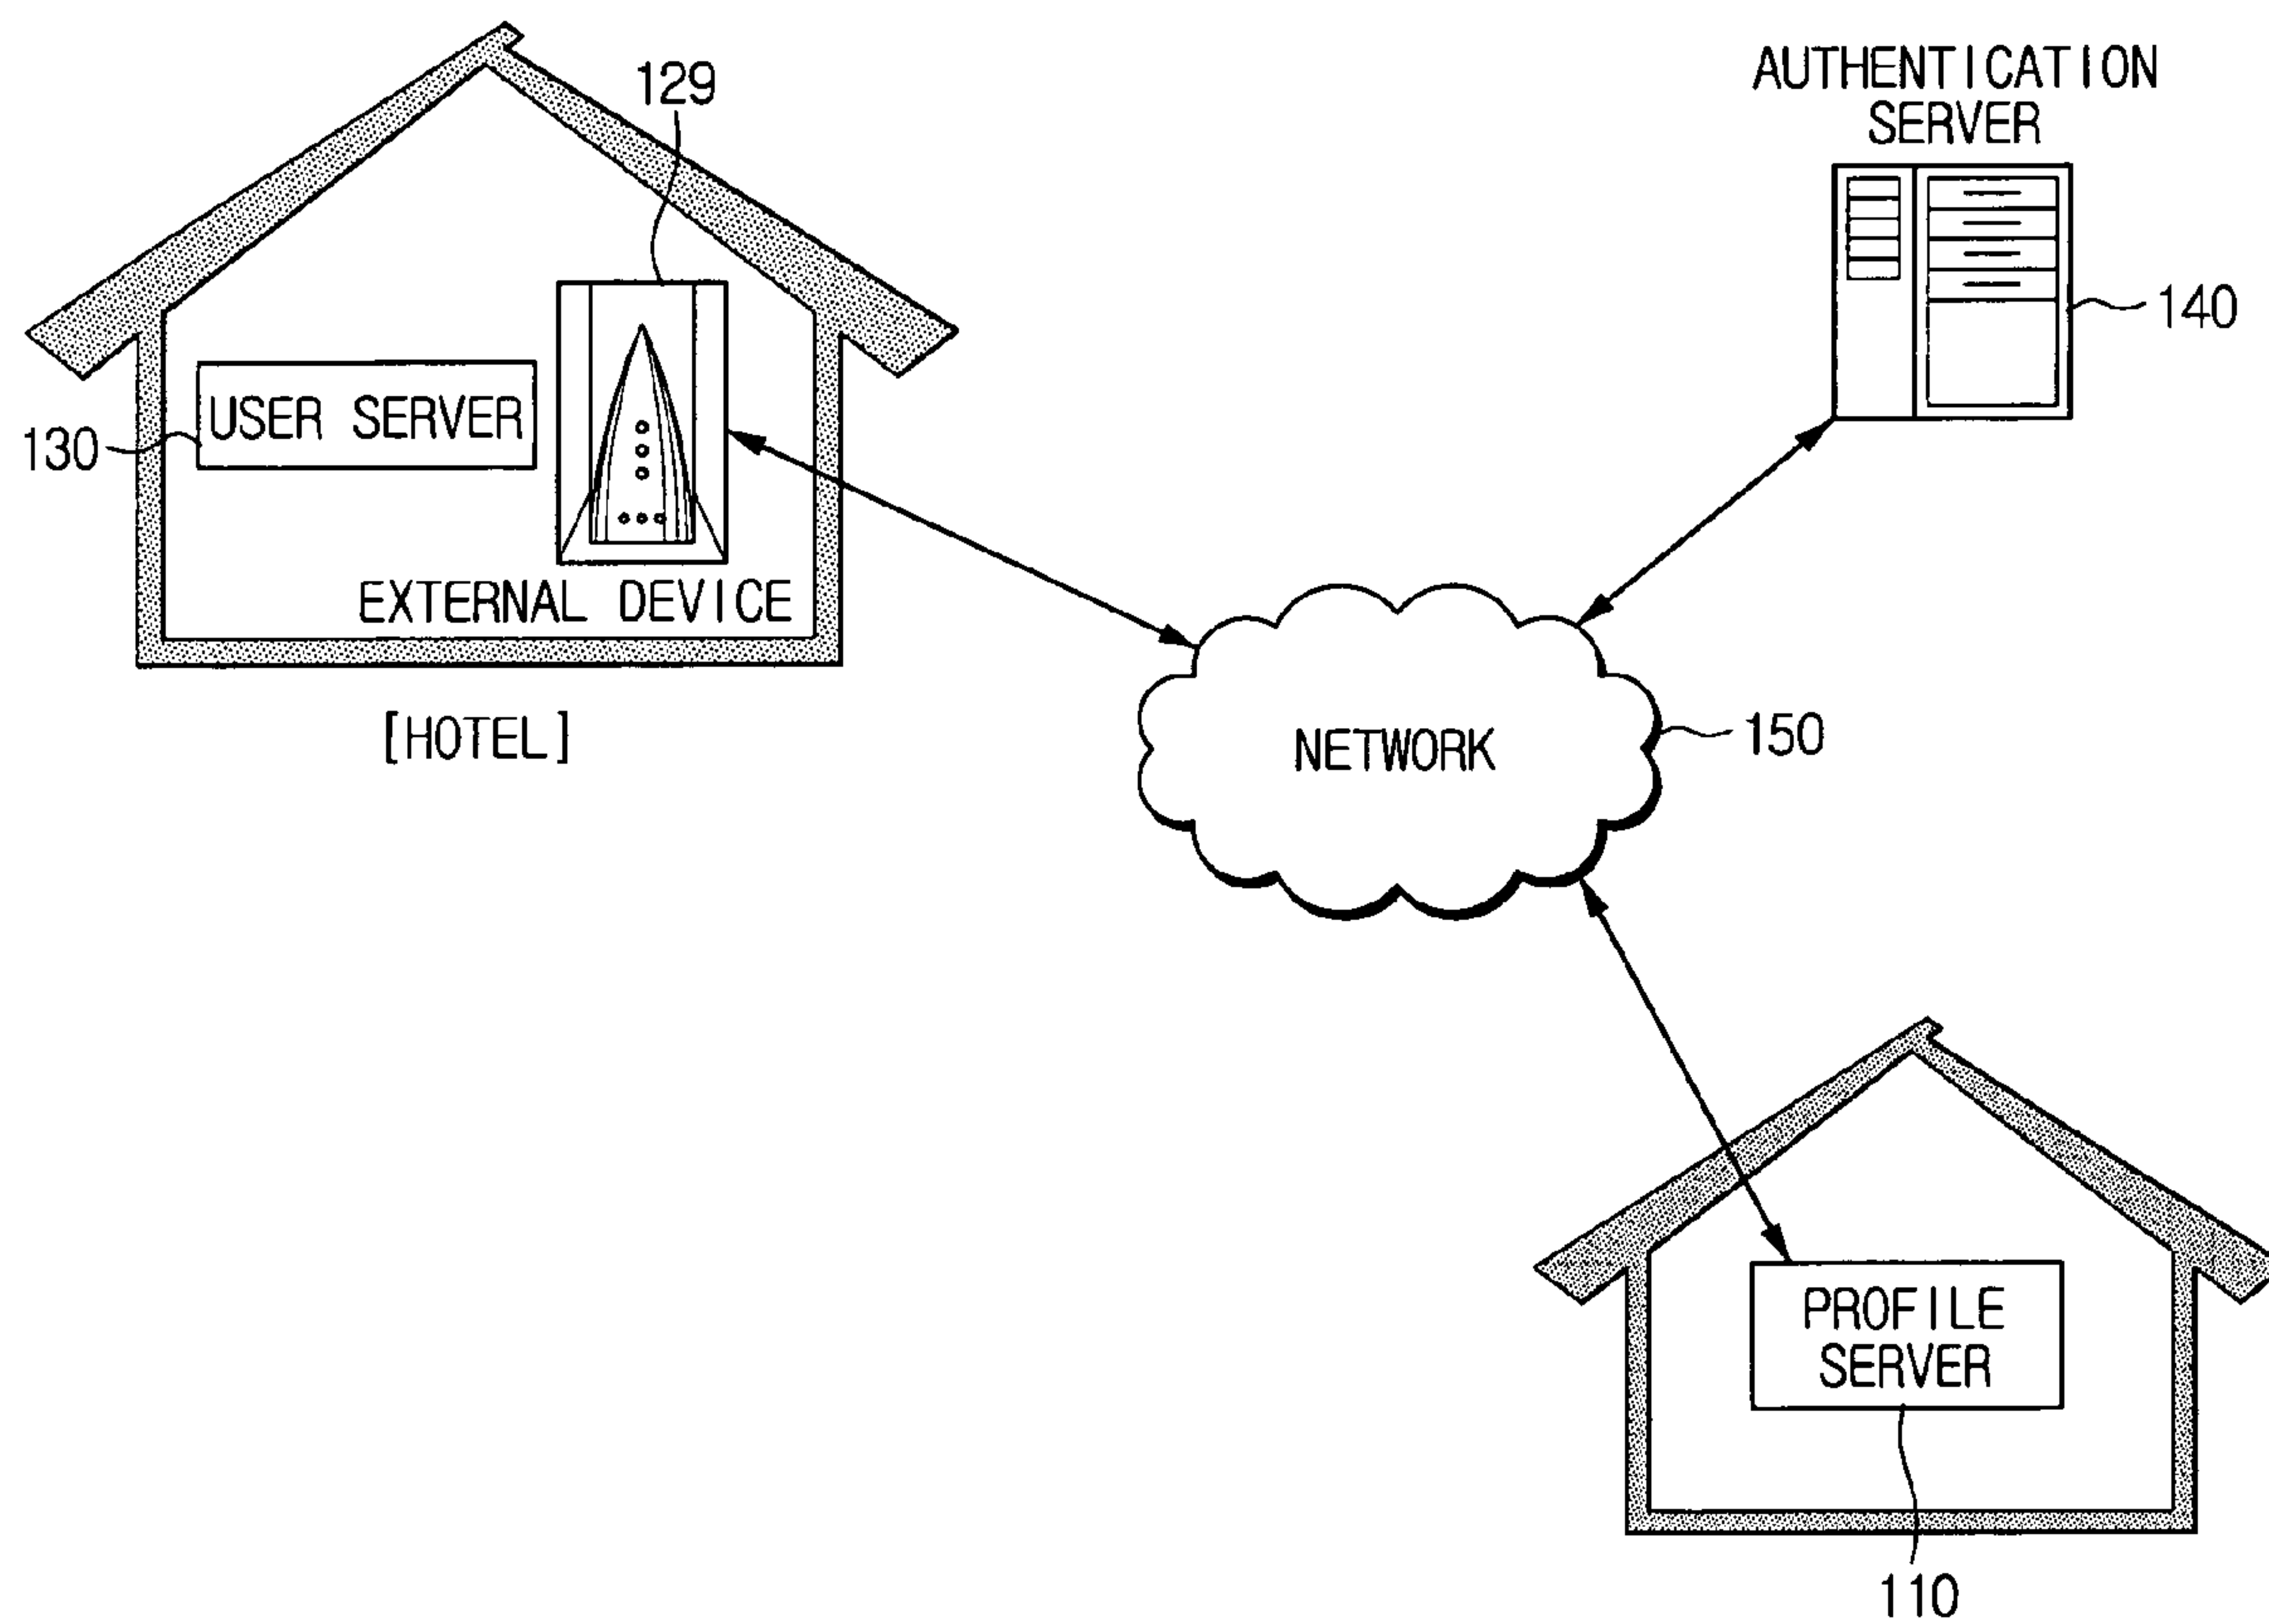 129
AUTHENTICATION
SERVER
140
USER SERVER
130
EXTERNAL DEVICE
[HOTEL]
NETWORK
150
PROFILE
SERVER
110